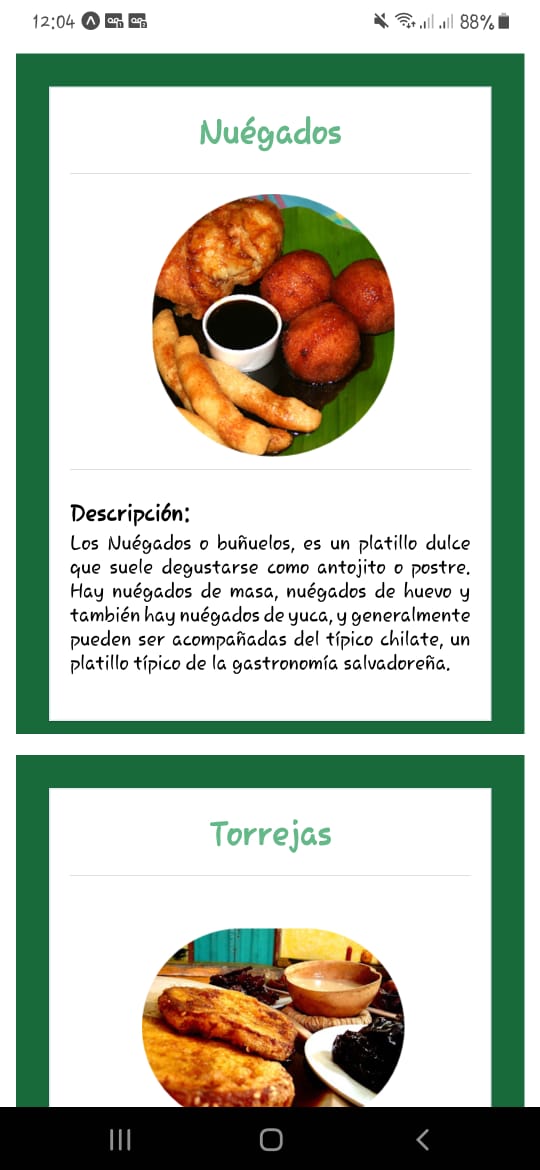 12:04 88%
Nuégados
Descripción:
Los Nuégados o buñuelos, es un platillo dulce
que suele degustarse como antojito o postre.
Hay nuégados de masa, nuégados de huevo y
también hay nuégados de yuca, y generalmente
pueden ser acompañadas del típico chilate, un
platillo típico de la gastronomía salvadoreña.
Torrejas